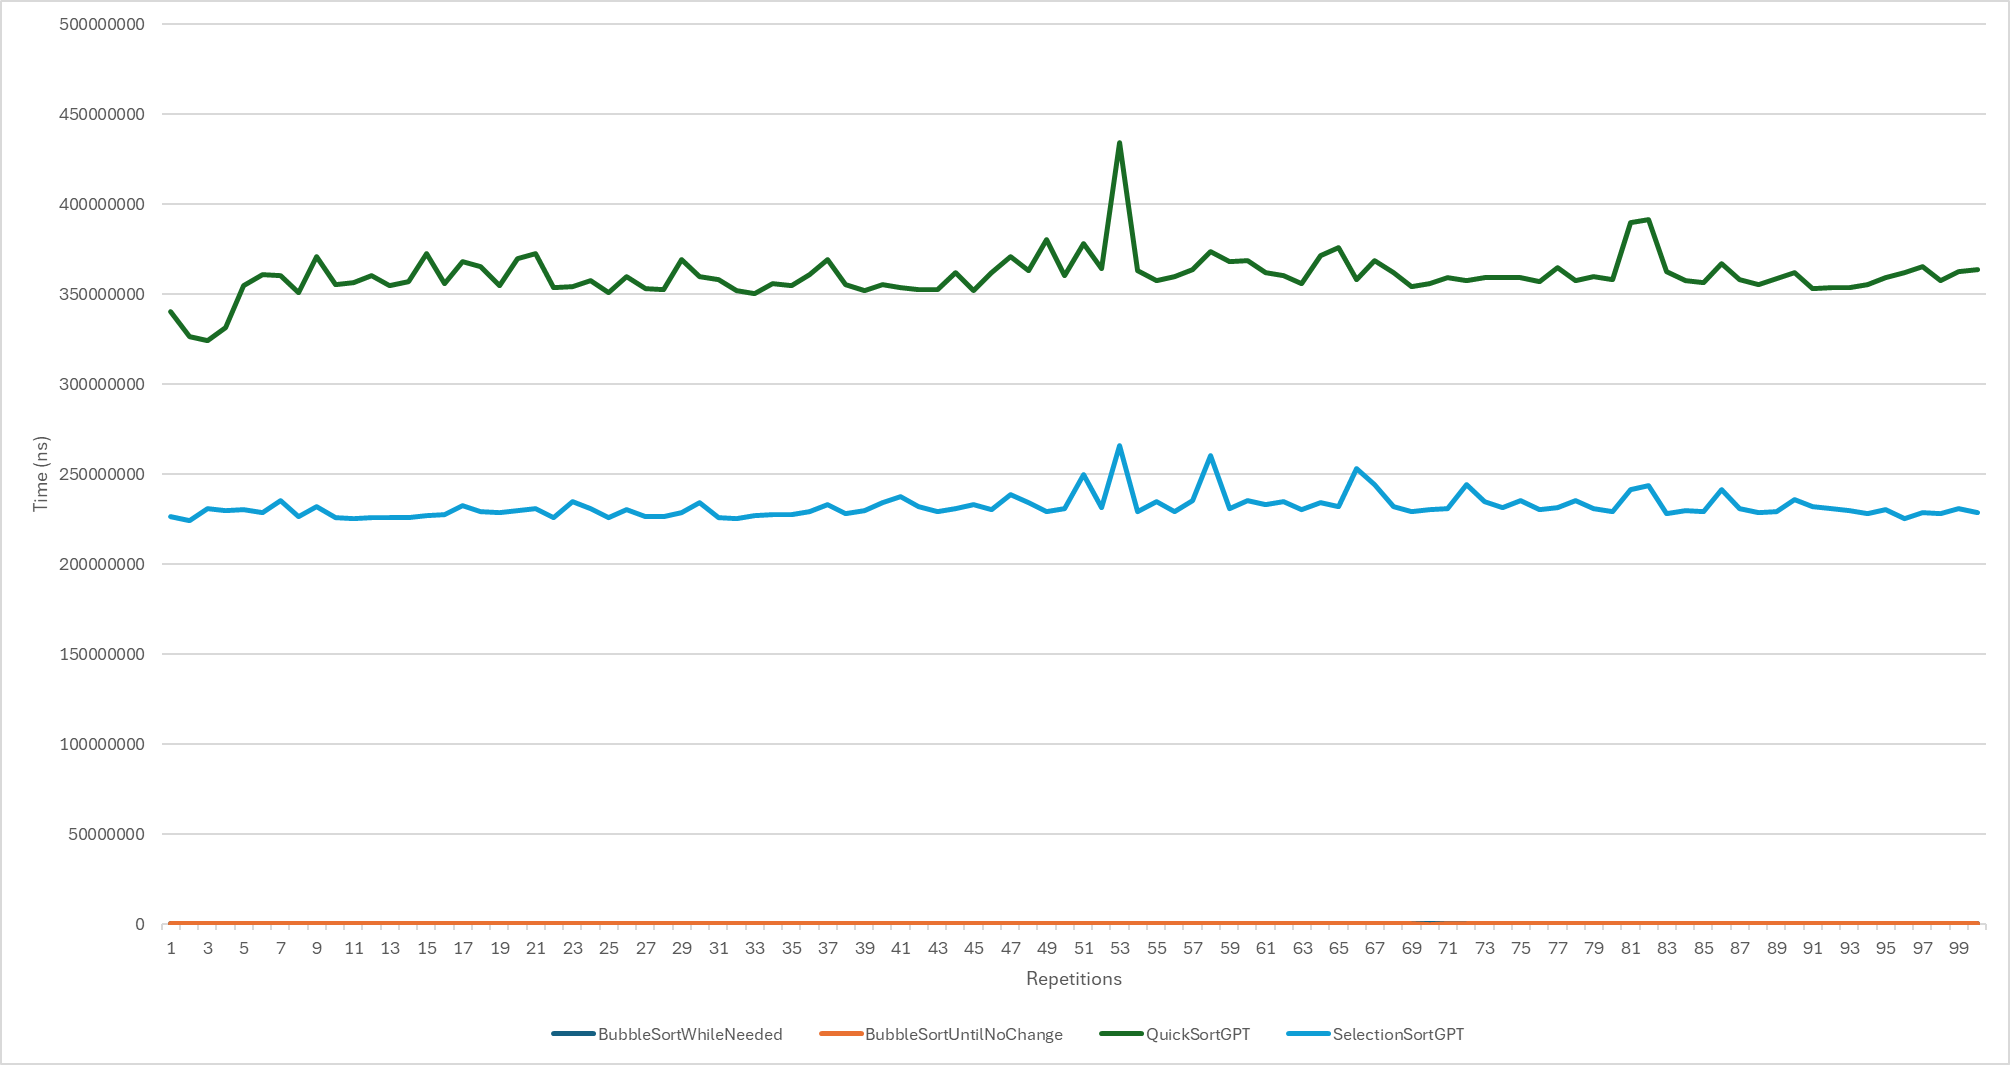 500000000
450000000
400000000
350000000
300000000
250000000
200000000
150000000
100000000
50000000
0
Time (ns)
1 3 5 7 9 11 13 15 17 19 21 23 25 27 29 31 33 35 37 39 41 43 45 47 49 51 53 55 57 59 61 63 65 67 69 71 73 75 77 79 81 83 85 87 89 91 93 95 97 99
Repetitions
BubbleSortWhileNeeded BubbleSortUntilNoChange QuickSortGPT SelectionSortGPT